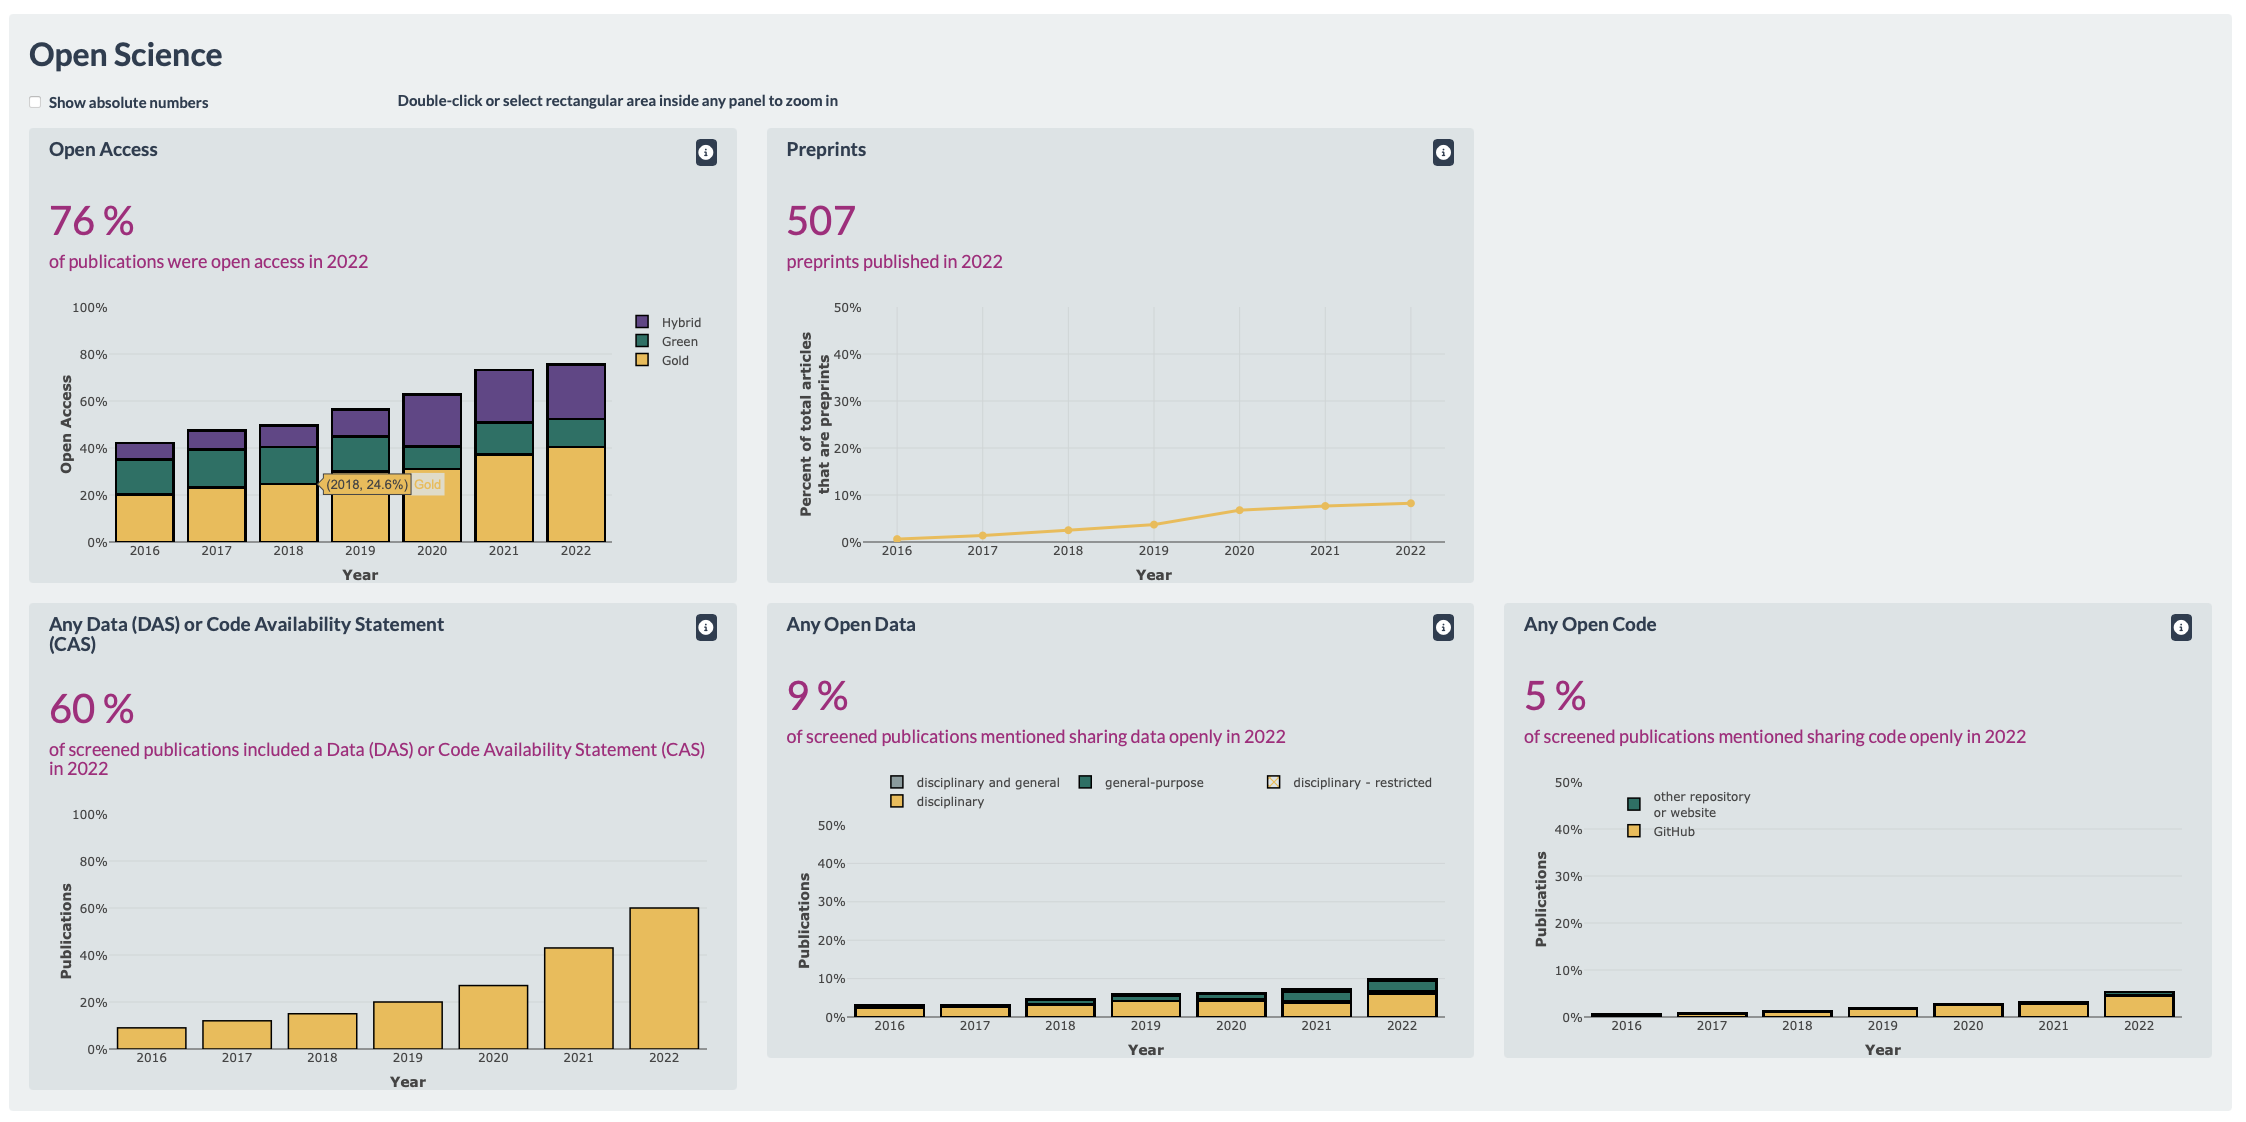 Open Science
Show absolute numbers
Double-click or select rectangular area inside any panel to zoom in
Open Access
76 %
of publications were open access in 2022
100%
80%
60%
40%
20%
0%
Open Access
Hybrid
Green
Gold
(2018, 24.6%) Gold
2016 2017 2018 2019 2020 2021 2022
Year
Preprints
507
preprints published in 2022
50%
40%
30%
20%
10%
0%
Percent of total articles
that are preprints
2016 2017 2018 2019 2020 2021 2022
Year
Any Data (DAS) or Code Availability Statement
(CAS)
60 %
of screened publications included a Data (DAS) or Code Availability Statement (CAS)
in 2022
100%
80%
60%
40%
20%
0%
Publications
2016 2017 2018 2019 2020 2021 2022
Year
Any Open Data
9 %
of screened publications mentioned sharing data openly in 2022
disciplinary and general general-purpose disciplinary - restricted
disciplinary
50%
40%
30%
20%
10%
0%
Publications
2016 2017 2018 2019 2020 2021 2022
Year
Any Open Code
5 %
of screened publications mentioned sharing code openly in 2022
other repository
or website
GitHub
50%
40%
30%
20%
10%
0%
Publications
2016 2017 2018 2019 2020 2021 2022
Year